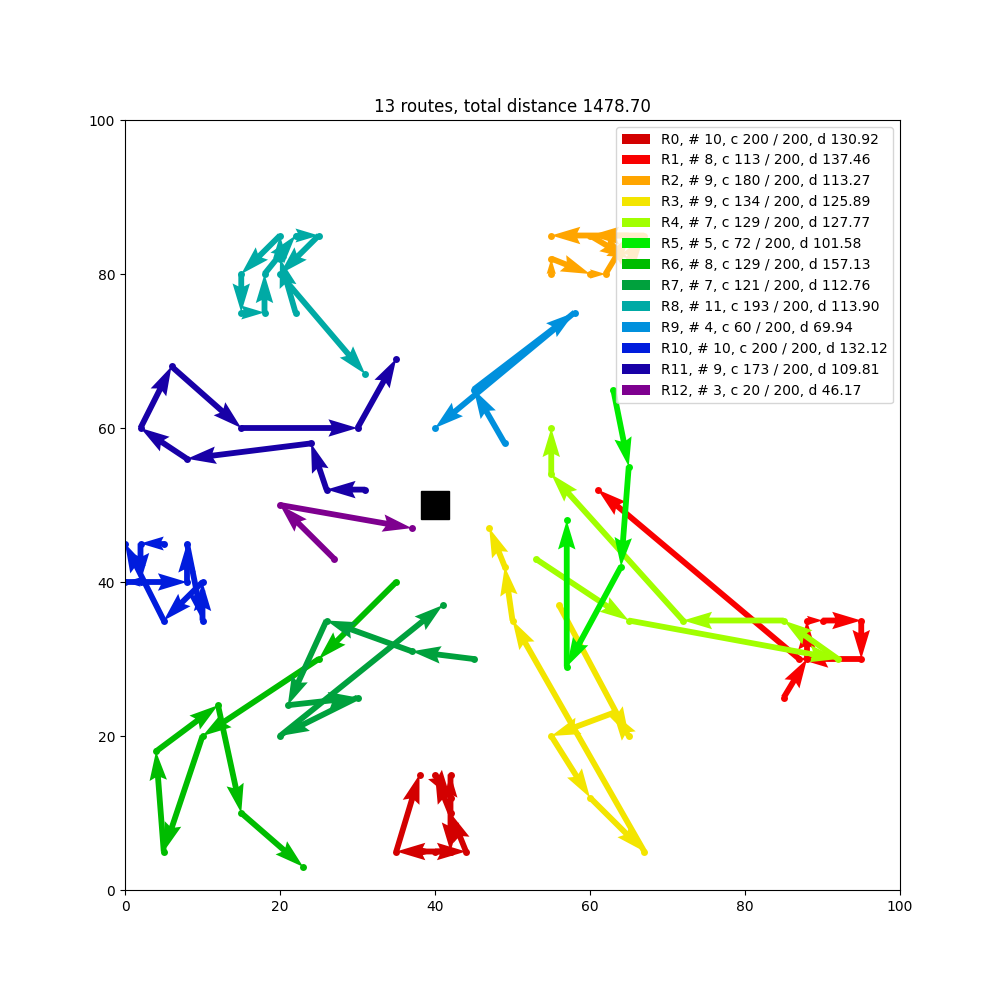 13 routes, total distance 1478.70
R0, # 10, c 200 / 200, d 130.92
R1, # 8, c 113 / 200, d 137.46
R2, # 9, c 180 / 200, d 113.27
R3, # 9, c 134 / 200, d 125.89
R4, # 7, c 129 / 200, d 127.77
R5, # 5, c 72 / 200, d 101.58
R6, # 8, c 129 / 200, d 157.13
R7, # 7, c 121 / 200, d 112.76
R8, # 11, c 193 / 200, d 113.90
R9, # 4, c 60 / 200, d 69.94
R10, # 10, c 200 / 200, d 132.12
R11, # 9, c 173 / 200, d 109.81
R12, # 3, c 20 / 200, d 46.17
100
80
60
40
20
0
0 20 40 60 80 100